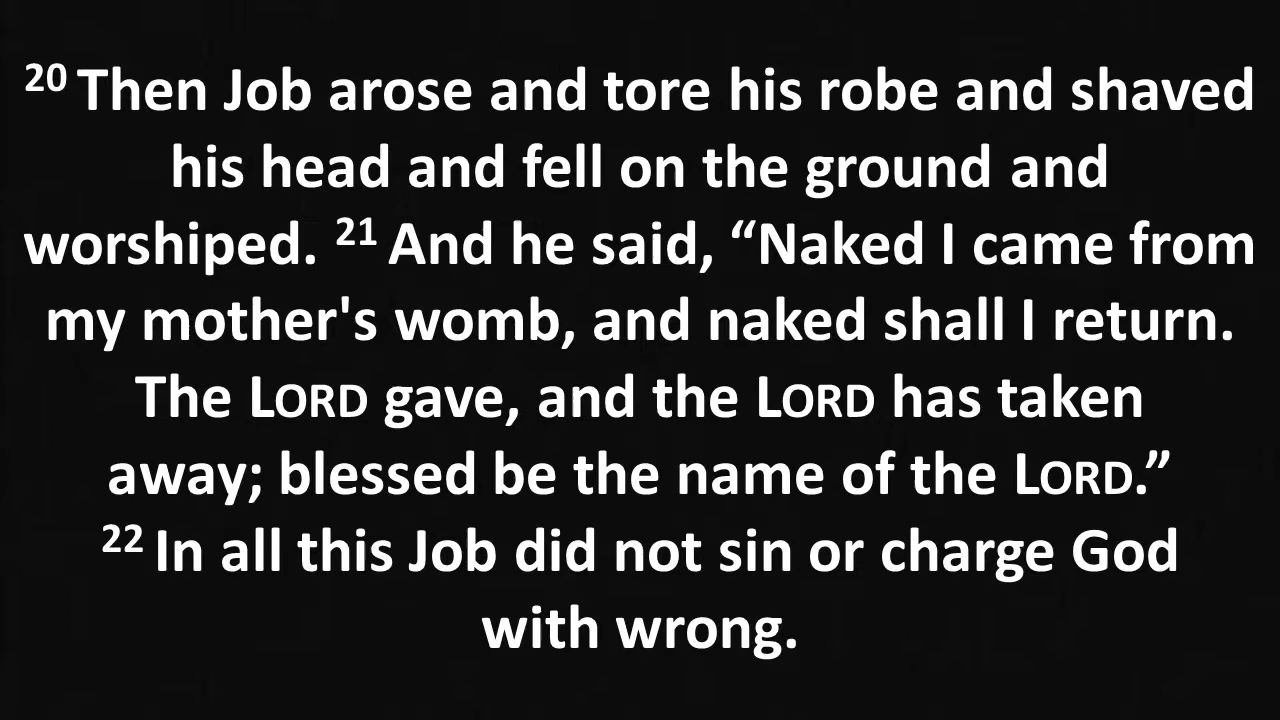 20 Then Job arose and tore his robe and shaved
his head and fell on the ground and
worshiped. 21 And he said, “Naked I came from
my mother's womb, and naked shall I return.
The LORD gave, and the LORD has taken
away; blessed be the name of the LORD.”
22 In all this Job did not sin or charge God
with wrong.